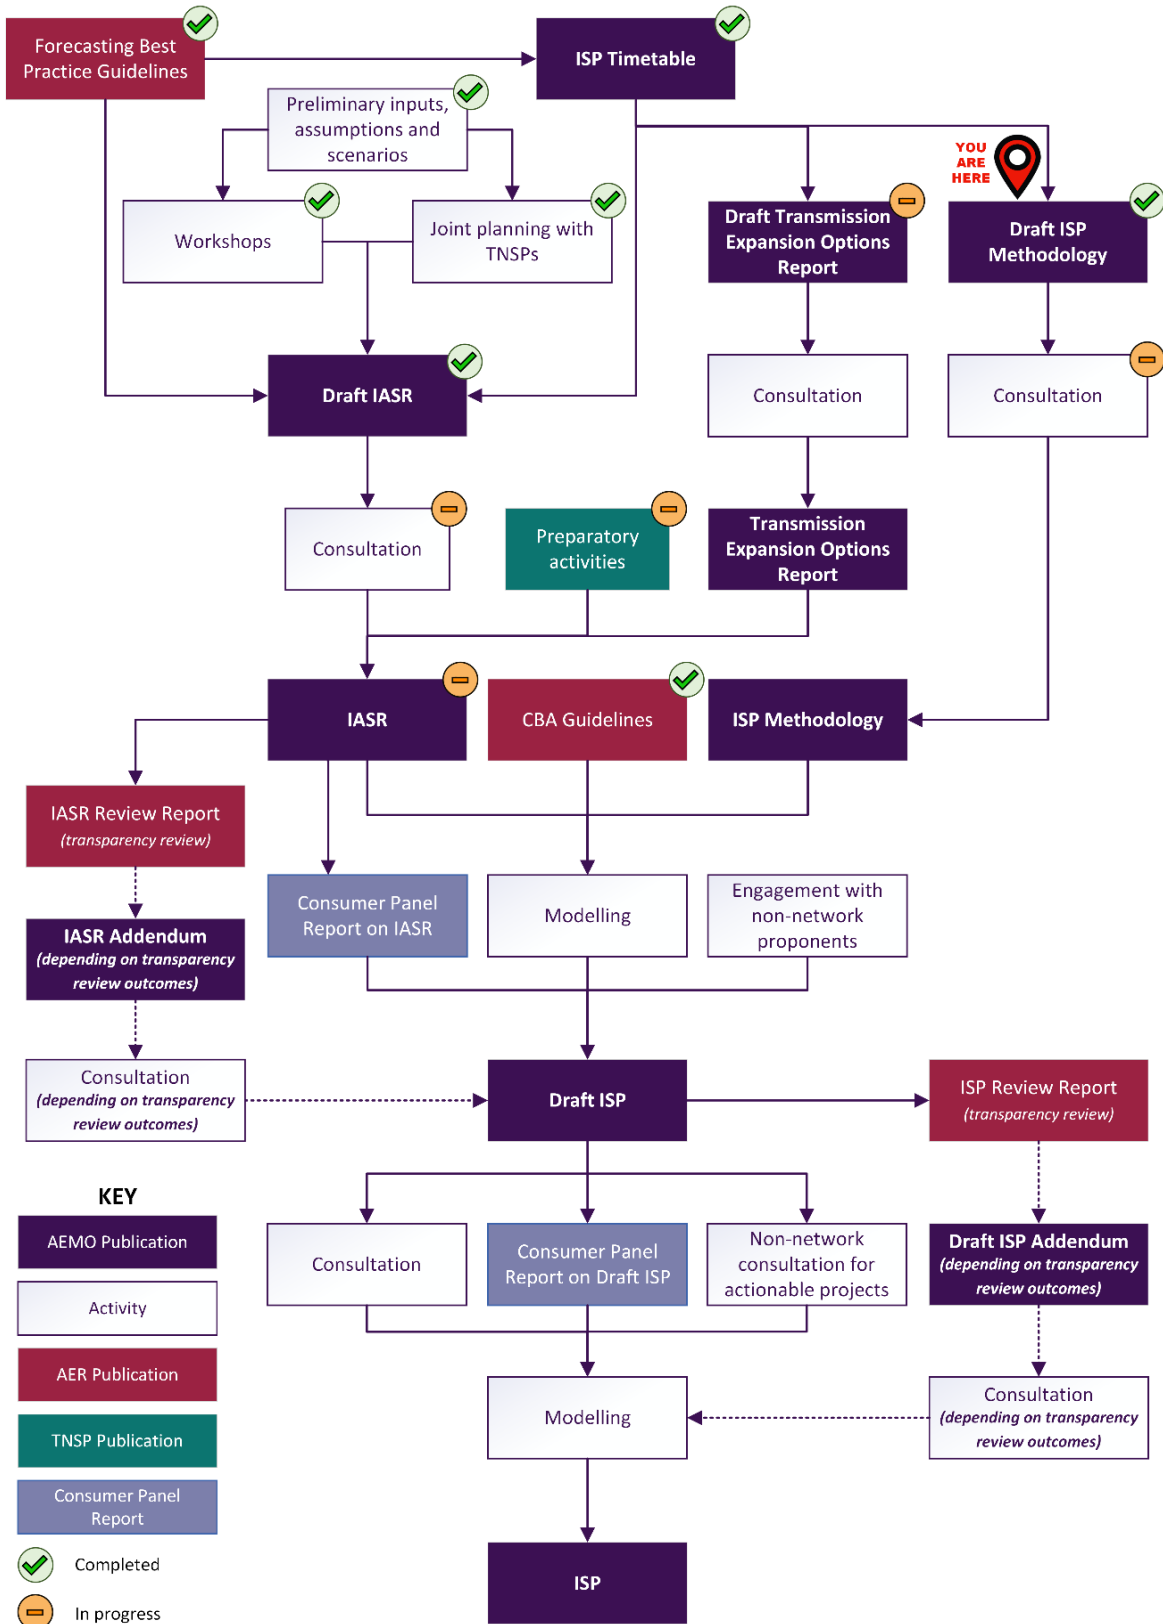 Forecasting Best
Practice Guidelines
ISP Timetable
Preliminary inputs,
assumptions and
scenarios
YOU
ARE
HERE
Workshops
Joint planning with
TNSPs
Draft Transmission
Expansion Options
Report
Draft ISP
Methodology
Draft IASR
Consultation
Consultation
Consultation
Preparatory
activities
Transmission
Expansion Options
Report
IASR
CBA Guidelines
ISP Methodology
IASR Review Report
(transparency review)
Consumer Panel
Report on IASR
Modelling
Engagement with
non-network
proponents
IASR Addendum
(depending on transparency
review outcomes)
Consultation
(depending on transparency
review outcomes)
Draft ISP
ISP Review Report
(transparency review)
KEY
AEMO Publication
Activity
AER Publication
TNSP Publication
Consumer Panel
Report
Completed
In progress
Consultation
Consumer Panel
Report on Draft ISP
Non-network
consultation for
actionable projects
Draft ISP Addendum
(depending on transparency
review outcomes)
Modelling
Consultation
(depending on transparency
review outcomes)
ISP